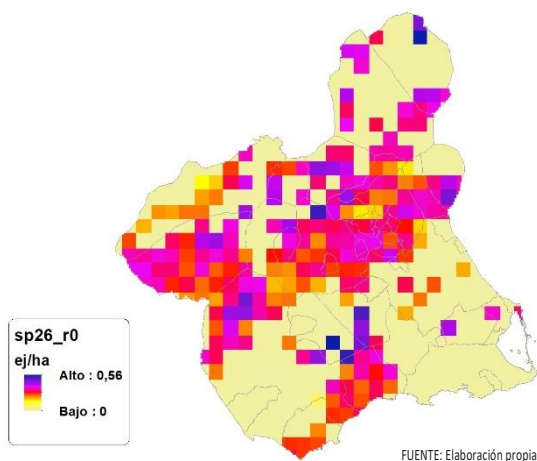 sp26_r0
ej/ha
Alto : 0,56
Bajo : 0
FUENTE: Elaboración propia